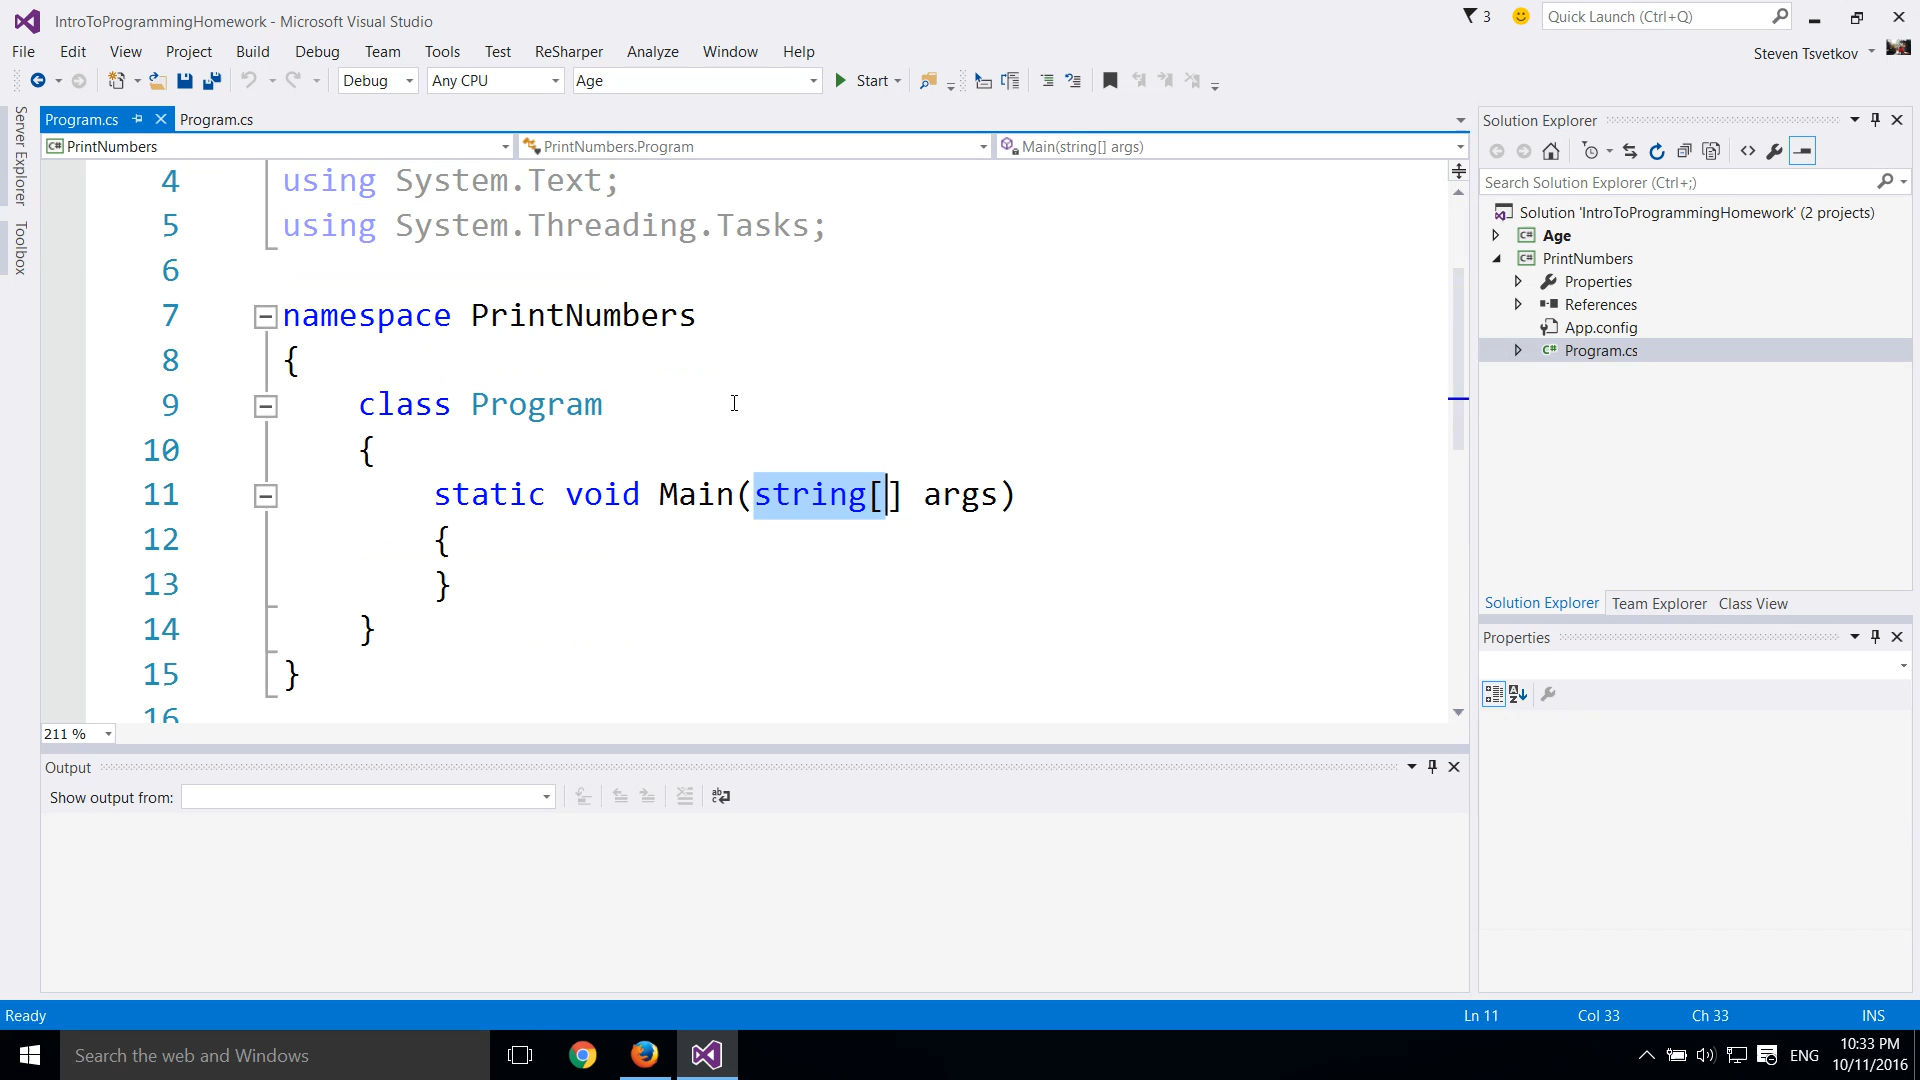 IntroToProgrammingHomework - Microsoft Visual Studio
3
Quick Launch (Ctrl+Q)
File Edit View Project Build Debug Team Tools Test ReSharper Analyze Window Help
Steven Tsvetkov
Debug Any CPU Age Start
Server Explorer
Toolbox
Program.cs Program.cs
PrintNumbers PrintNumbers.Program Main(string[] args)
4 using System.Text;
5 using System.Threading.Tasks;
6
7 namespace PrintNumbers
8 {
9 class Program
10 {
11 static void Main(string[] args)
12 {
13 }
14 }
15 }
16
211 %
Output
Show output from:
Solution Explorer
Search Solution Explorer (Ctrl+;)
Solution 'IntroToProgrammingHomework' (2 projects)
Age
PrintNumbers
Properties
References
App.config
Program.cs
Solution Explorer Team Explorer Class View
Properties
Ready Ln 11 Col 33 Ch 33 INS
Search the web and Windows
ENG
10:33 PM
10/11/2016